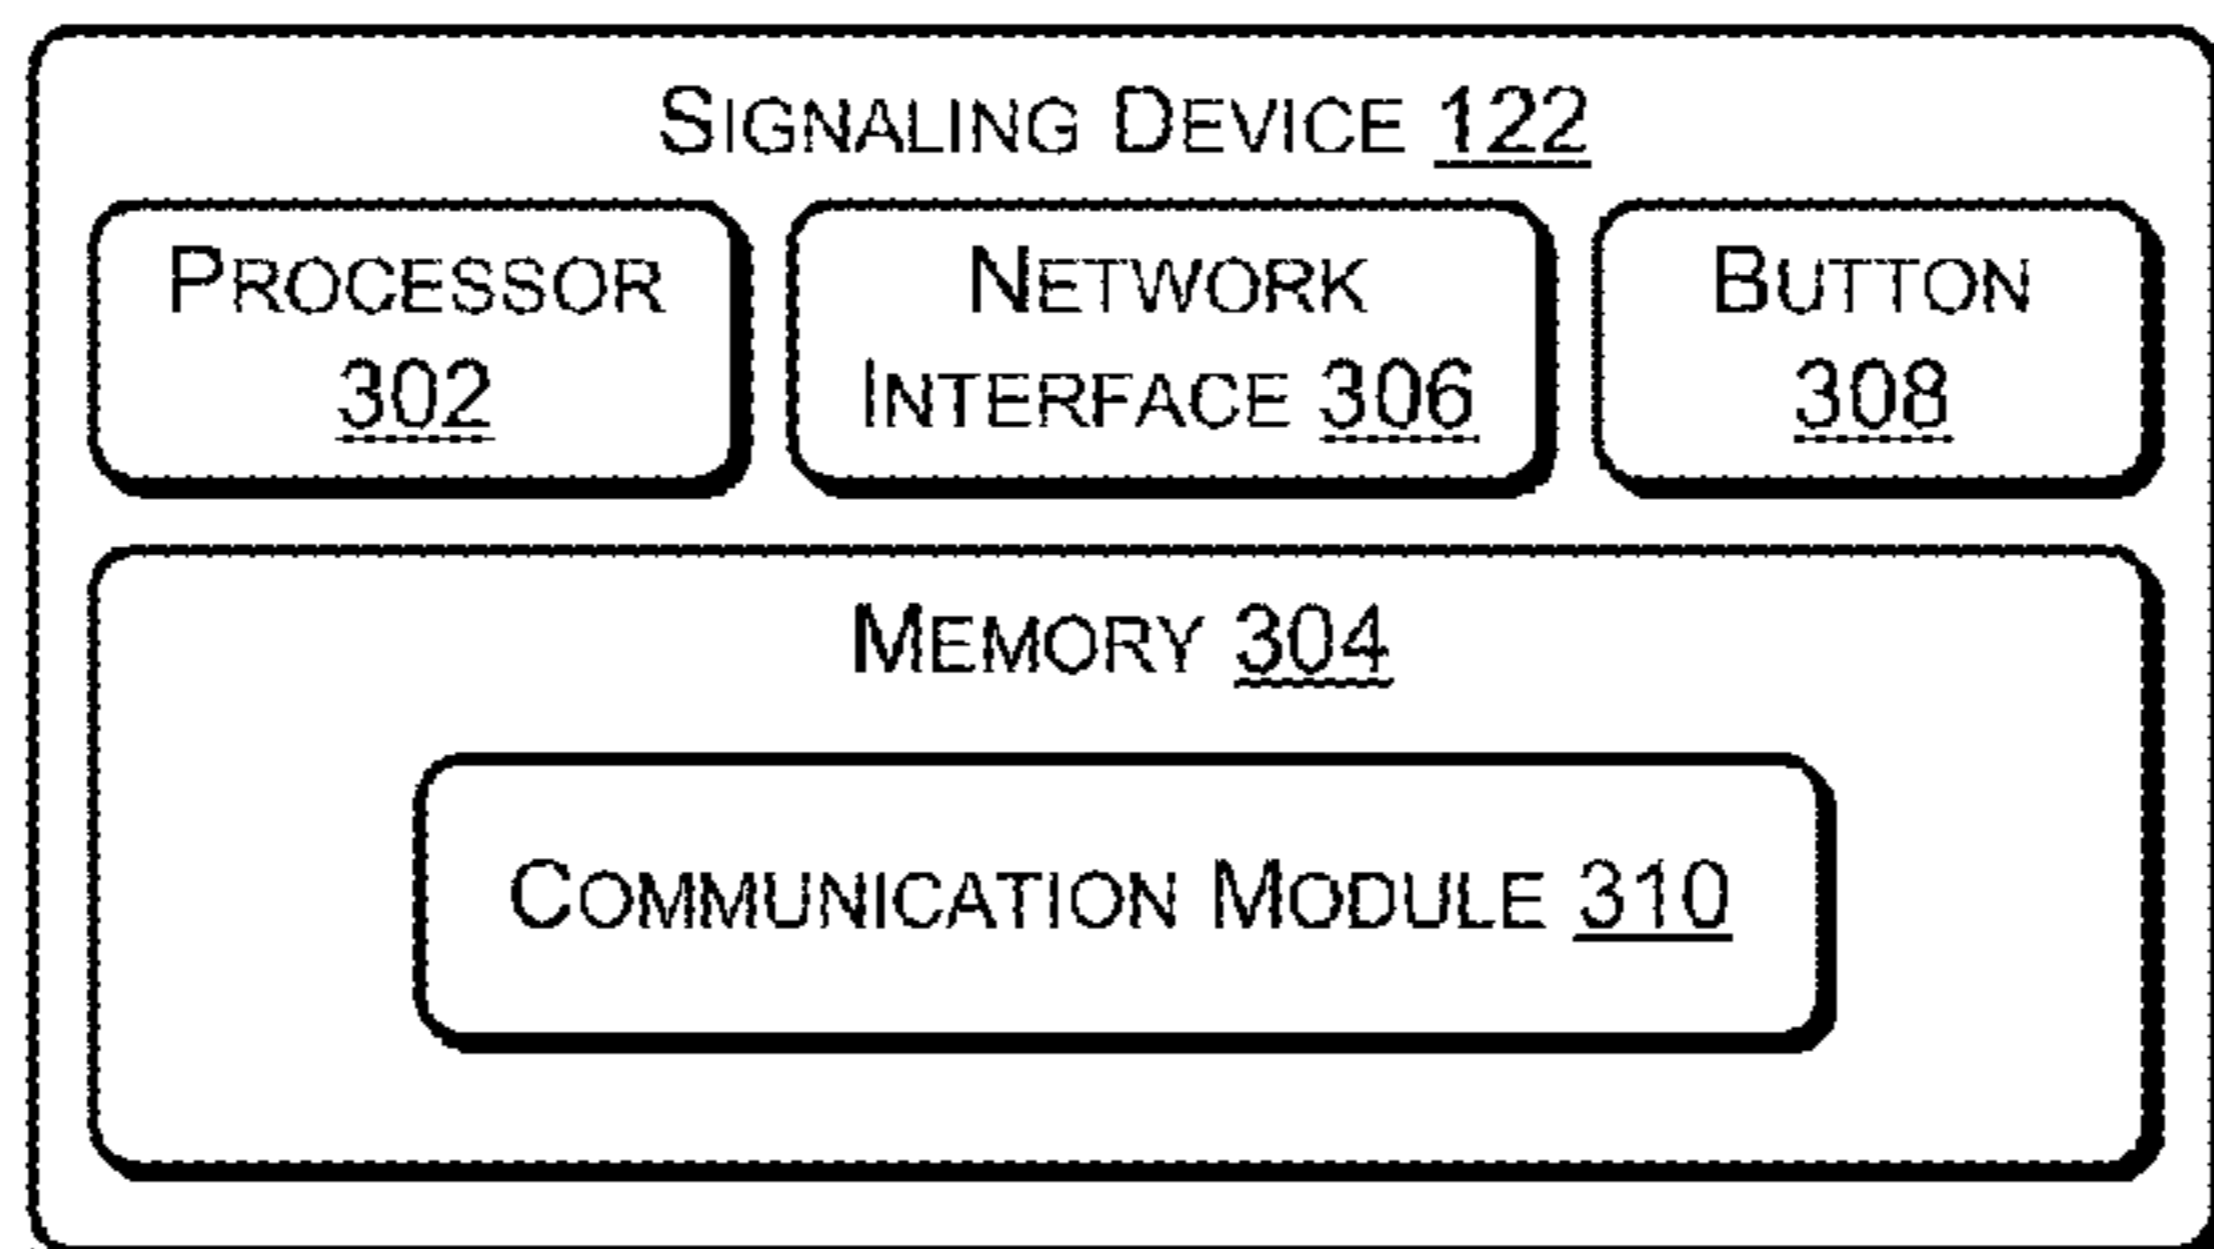 SIGNALING DEVICE 122
PROCESSOR
302
NETWORK
INTERFACE 306
BUTTON
308
MEMORY 304
COMMUNICATION MODULE 310